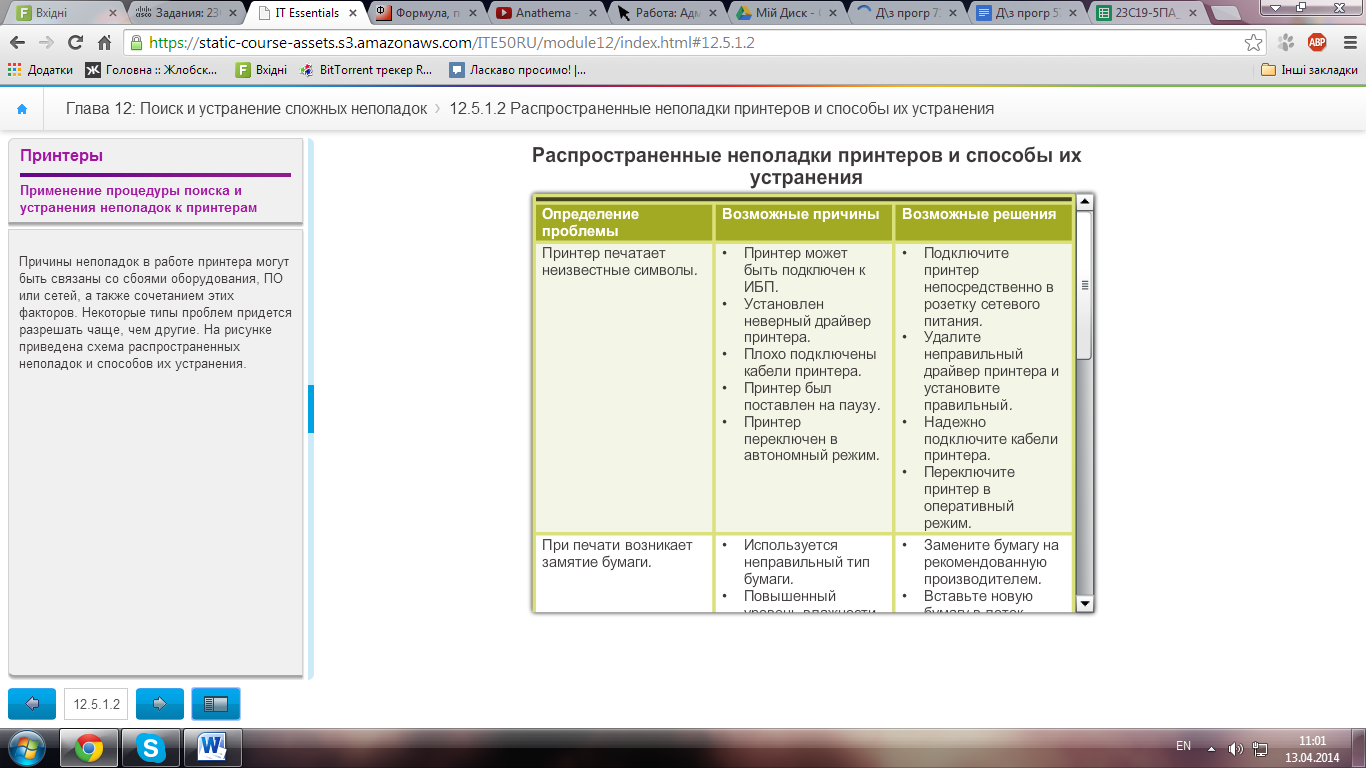 Вхідні
Задания: 23
IT Essentials
Формула, п
Anathema -
Работа: Адм
Мій Диск - 
Д\з прогр 7
Д\з прогр 5
23С19-5ПА_
https://static-course-assets.s3.amazonaws.com/ITE50RU/module12/index.html#12.5.1.2
ABP
Додатки
Головна :: Жлобск...
Вхідні
BitTorrent трекер R...
Ласкаво просимо! |...
Інші закладки
Глава 12: Поиск и устранение сложных неполадок
12.5.1.2 Распространенные неполадки принтеров и способы их устранения
Принтеры
Применение процедуры поиска и
устранения неполадок к принтерам
Причины неполадок в работе принтера могут
быть связаны со сбоями оборудования, ПО
или сетей, а также сочетанием этих
факторов. Некоторые типы проблем придется
разрешать чаще, чем другие. На рисунке
приведена схема распространенных
неполадок и способов их устранения.
Распространенные неполадки принтеров и способы их
устранения
Определение
проблемы
Возможные причины
Возможные решения
Принтер печатает
неизвестные символы.
• Принтер может
быть подключен к
ИБП.
• Установлен
неверный драйвер
принтера.
• Плохо подключены
кабели принтера.
• Принтер был
поставлен на паузу.
• Принтер
переключен в
автономный режим.
• Подключите
принтер
непосредственно в
розетку сетевого
питания.
• Удалите
неправильный
драйвер принтера и
установите
правильный.
• Надежно
подключите кабели
принтера.
• Переключите
принтер в
оперативный
режим.
При печати возникает
замятие бумаги.
• Используется
неправильный тип
бумаги.
• Повышенный
уровень влажности
• Замените бумагу на
рекомендованную
производителем.
• Вставьте новую
бумагу в лоток
12.5.1.2
EN
11:01
13.04.2014